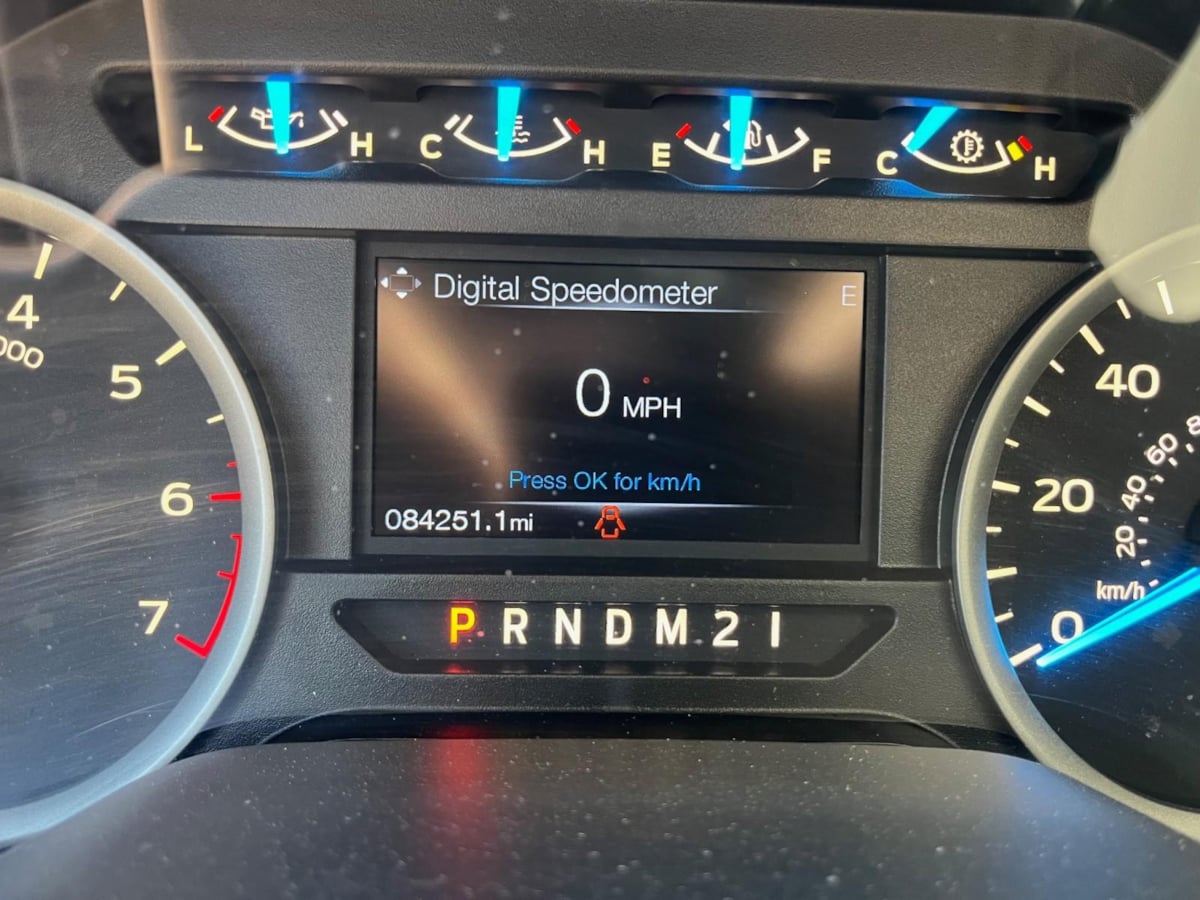 L H C H E F C H
Digital Speedometer E
0 MPH
Press OK for km/h
084251.1mi
P R N D M 2 1
4
5
6
7
40
20
0
60
40
20
km/h